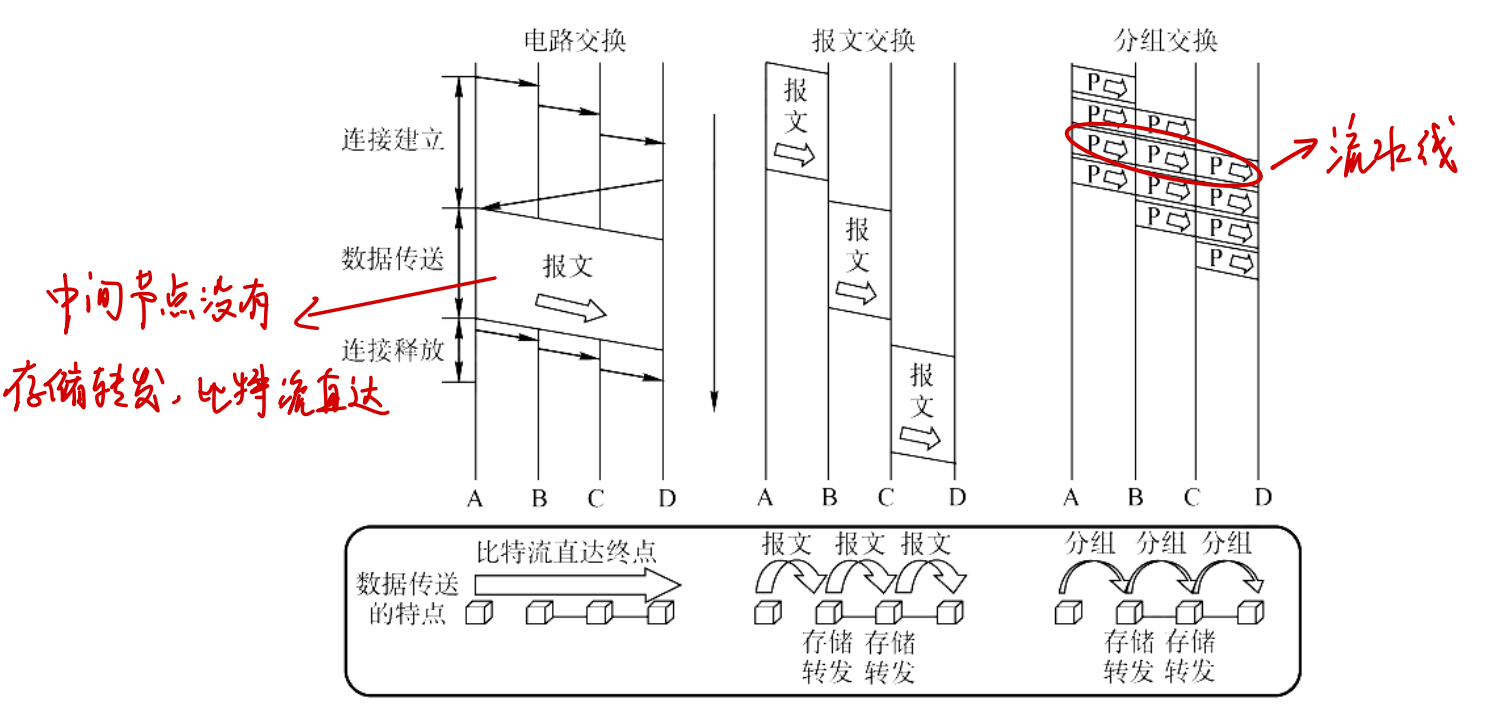 电路交换
报文交换
分组交换
连接建立
数据传送
连接释放
报文
报文
报文
报文
P
P
P
P
P
P
P
P
P
P
P
P
流水线
中间节点没有
存储转发，比特流直达
A B C D
A B C D
A B C D
数据传送
的特点
比特流直达终点
报文 报文 报文
存储 存储
转发 转发
分组 分组 分组
存储 存储
转发 转发